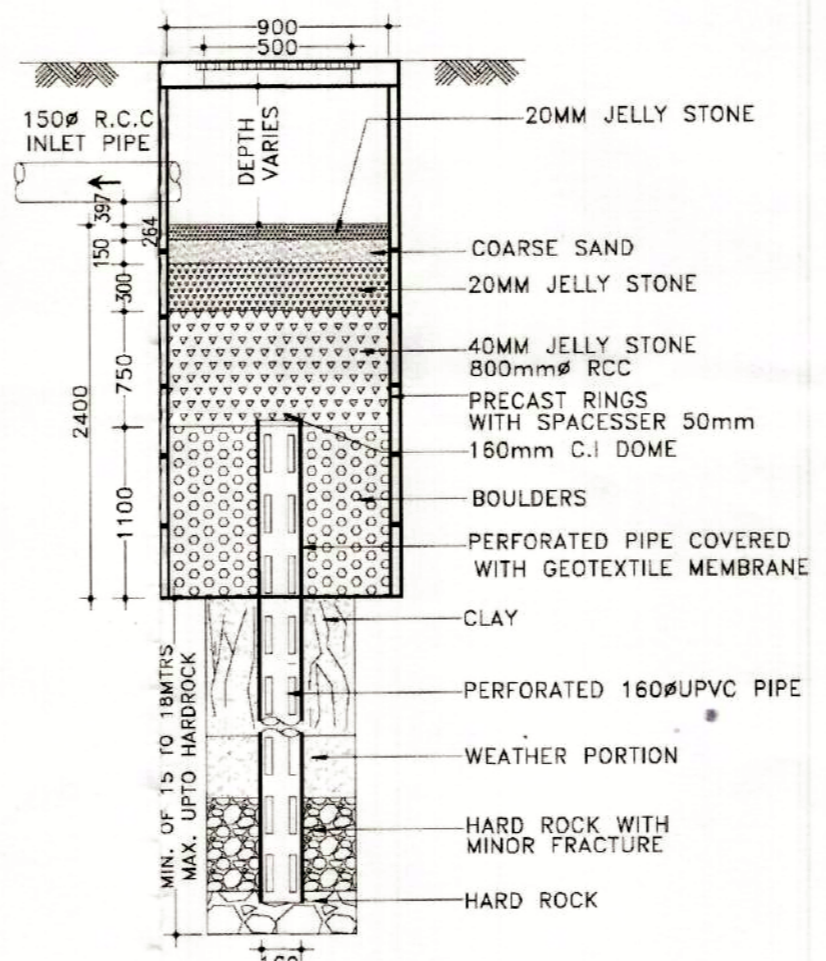 900
500
150ø R.C.C
INLET PIPE
DEPTH
VARIES
20MM JELLY STONE
397
264
150
COARSE SAND
300
20MM JELLY STONE
750
40MM JELLY STONE
800mmø RCC
PRECAST RINGS
WITH SPACESSER 50mm
2400
160mm C.I DOME
1100
BOULDERS
PERFORATED PIPE COVERED
WITH GEOTEXTILE MEMBRANE
CLAY
MIN. OF 15 TO 18MTRS
MAX. UPTO HARDROCK
PERFORATED 160øUPVC PIPE
WEATHER PORTION
HARD ROCK WITH
MINOR FRACTURE
HARD ROCK
160